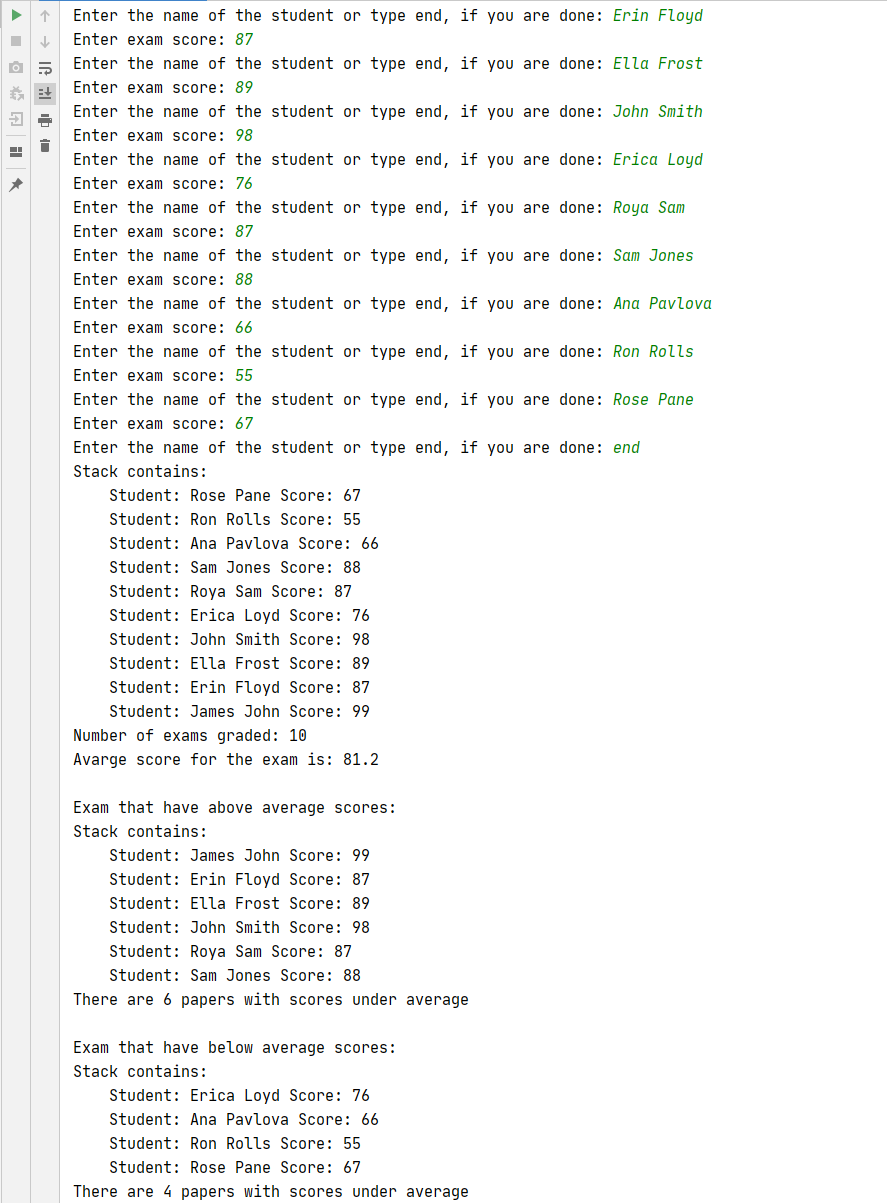 Enter the name of the student or type end, if you are done: Erin Floyd
Enter exam score: 87
Enter the name of the student or type end, if you are done: Ella Frost
Enter exam score: 89
Enter the name of the student or type end, if you are done: John Smith
Enter exam score: 98
Enter the name of the student or type end, if you are done: Erica Loyd
Enter exam score: 76
Enter the name of the student or type end, if you are done: Roya Sam
Enter exam score: 87
Enter the name of the student or type end, if you are done: Sam Jones
Enter exam score: 88
Enter the name of the student or type end, if you are done: Ana Pavlova
Enter exam score: 66
Enter the name of the student or type end, if you are done: Ron Rolls
Enter exam score: 55
Enter the name of the student or type end, if you are done: Rose Pane
Enter exam score: 67
Enter the name of the student or type end, if you are done: end
Stack contains:
    Student: Rose Pane Score: 67
    Student: Ron Rolls Score: 55
    Student: Ana Pavlova Score: 66
    Student: Sam Jones Score: 88
    Student: Roya Sam Score: 87
    Student: Erica Loyd Score: 76
    Student: John Smith Score: 98
    Student: Ella Frost Score: 89
    Student: Erin Floyd Score: 87
    Student: James John Score: 99
Number of exams graded: 10
Avarge score for the exam is: 81.2

Exam that have above average scores:
Stack contains:
    Student: James John Score: 99
    Student: Erin Floyd Score: 87
    Student: Ella Frost Score: 89
    Student: John Smith Score: 98
    Student: Roya Sam Score: 87
    Student: Sam Jones Score: 88
There are 6 papers with scores under average

Exam that have below average scores:
Stack contains:
    Student: Erica Loyd Score: 76
    Student: Ana Pavlova Score: 66
    Student: Ron Rolls Score: 55
    Student: Rose Pane Score: 67
There are 4 papers with scores under average